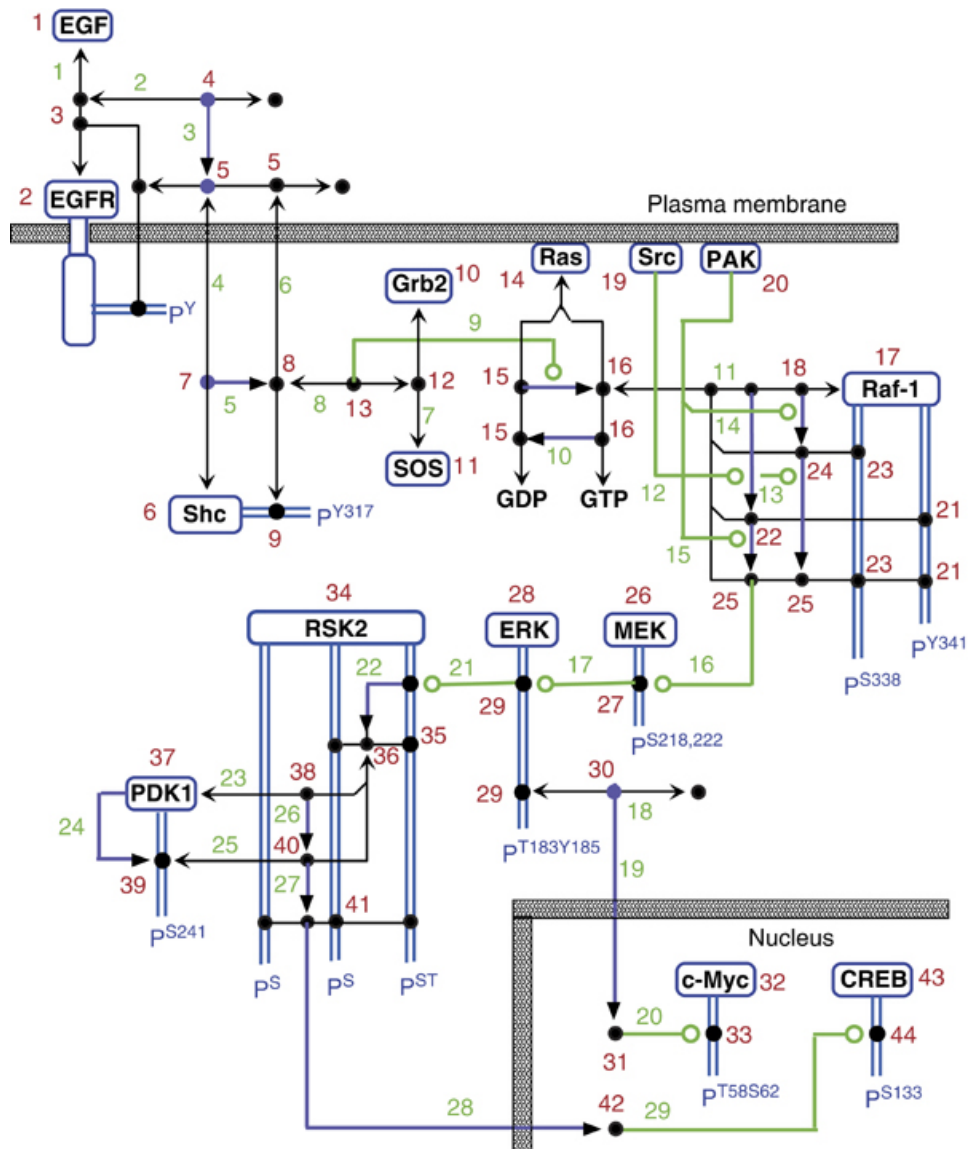 1 EGF
1
2
4
3
3
5
5
2 EGFR
Plasma membrane
4
6
P^Y
Grb2 10
Ras
14
Src
19
PAK
20
9
7
5
8
8
13
12
7
15
16
11
18
17
Raf-1
14
15
10
16
SOS 11
GDP
GTP
24
23
12
13
6 Shc
P^Y317
9
21
22
15
23
21
25
25
P^Y341
P^S338
34
RSK2
28
ERK
26
MEK
22
21
17
16
29
27
35
36
P^S218,222
37
PDK1
23
38
26
29
30
18
24
25
40
27
39
P^T183Y185
19
41
P^S241
P^S
P^S
P^ST
Nucleus
c-Myc 32
CREB 43
20
33
44
31
P^T58S62
P^S133
28
42
29